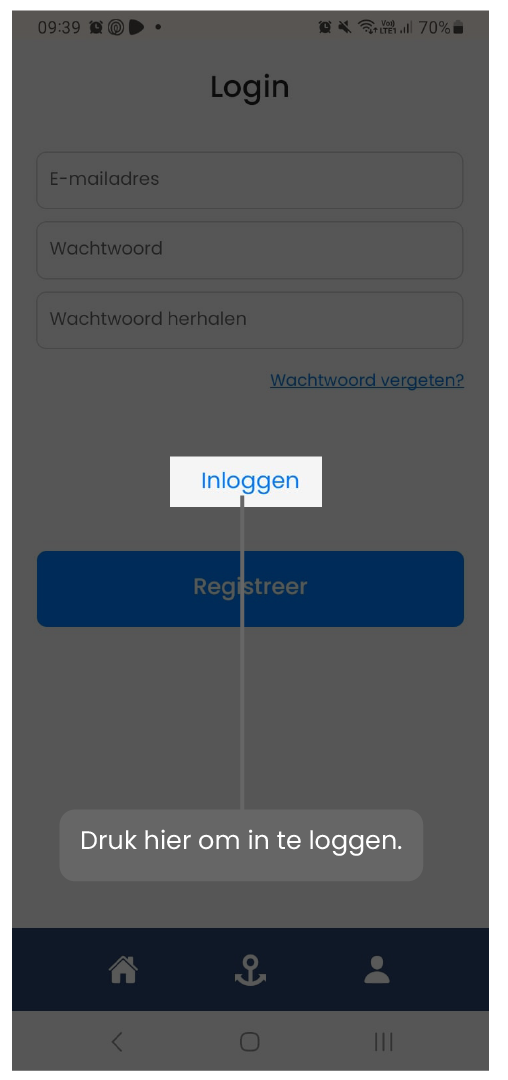 09:39
70%
Login
E-mailadres
Wachtwoord
Wachtwoord herhalen
Wachtwoord vergeten?
Inloggen
Registreer
Druk hier om in te loggen.